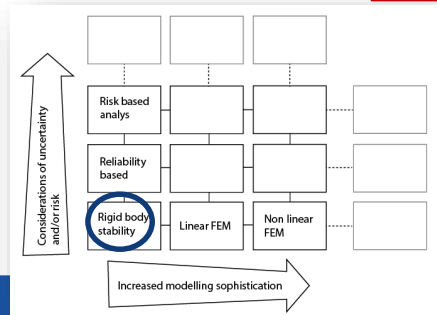 Risk based
analys
Reliability
based
Rigid body
stability
Linear FEM
Non linear
FEM
Considerations of uncertainty
and/or risk
Increased modelling sophistication